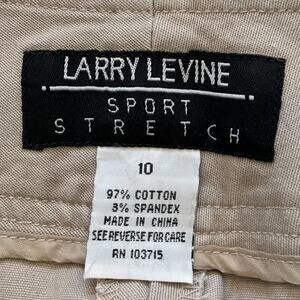 LARRY LEVINE
SPORT
STRETCH
10
97% COTTON
3% SPANDEX
MADE IN CHINA
SEE REVERSE FOR CARE
RN 103715